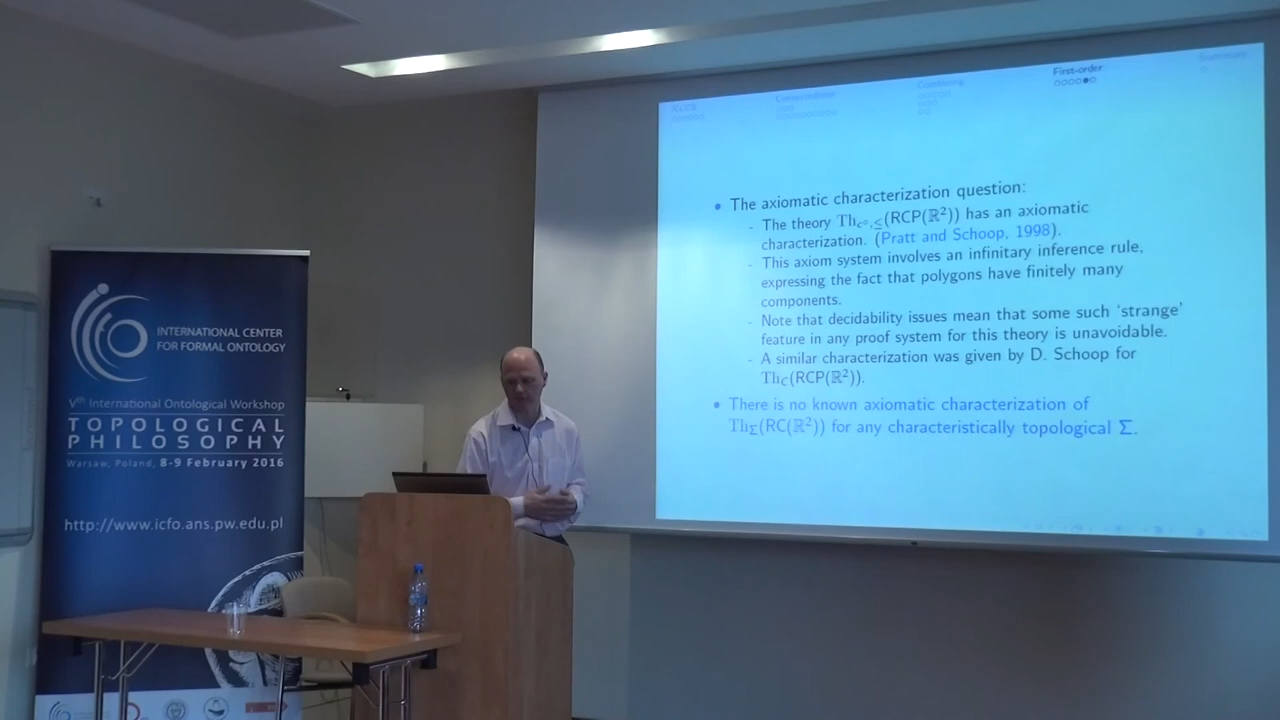 INTERNATIONAL CENTER
FOR FORMAL ONTOLOGY
Vth International Ontological Workshop
TOPOLOGICAL
PHILOSOPHY
Warsaw, Poland, 8-9 February 2016
http://www.icfo.ans.pw.edu.pl
First-order
• The axiomatic characterization question:
- The theory Th_{c°,≤}(RCP(ℝ²)) has an axiomatic
characterization. (Pratt and Schoop, 1998).
- This axiom system involves an infinitary inference rule,
expressing the fact that polygons have finitely many
components.
- Note that decidability issues mean that some such ‘strange’
feature in any proof system for this theory is unavoidable.
- A similar characterization was given by D. Schoop for
Th_C(RCP(ℝ²)).
• There is no known axiomatic characterization of
Th_Σ(RC(ℝ²)) for any characteristically topological Σ.